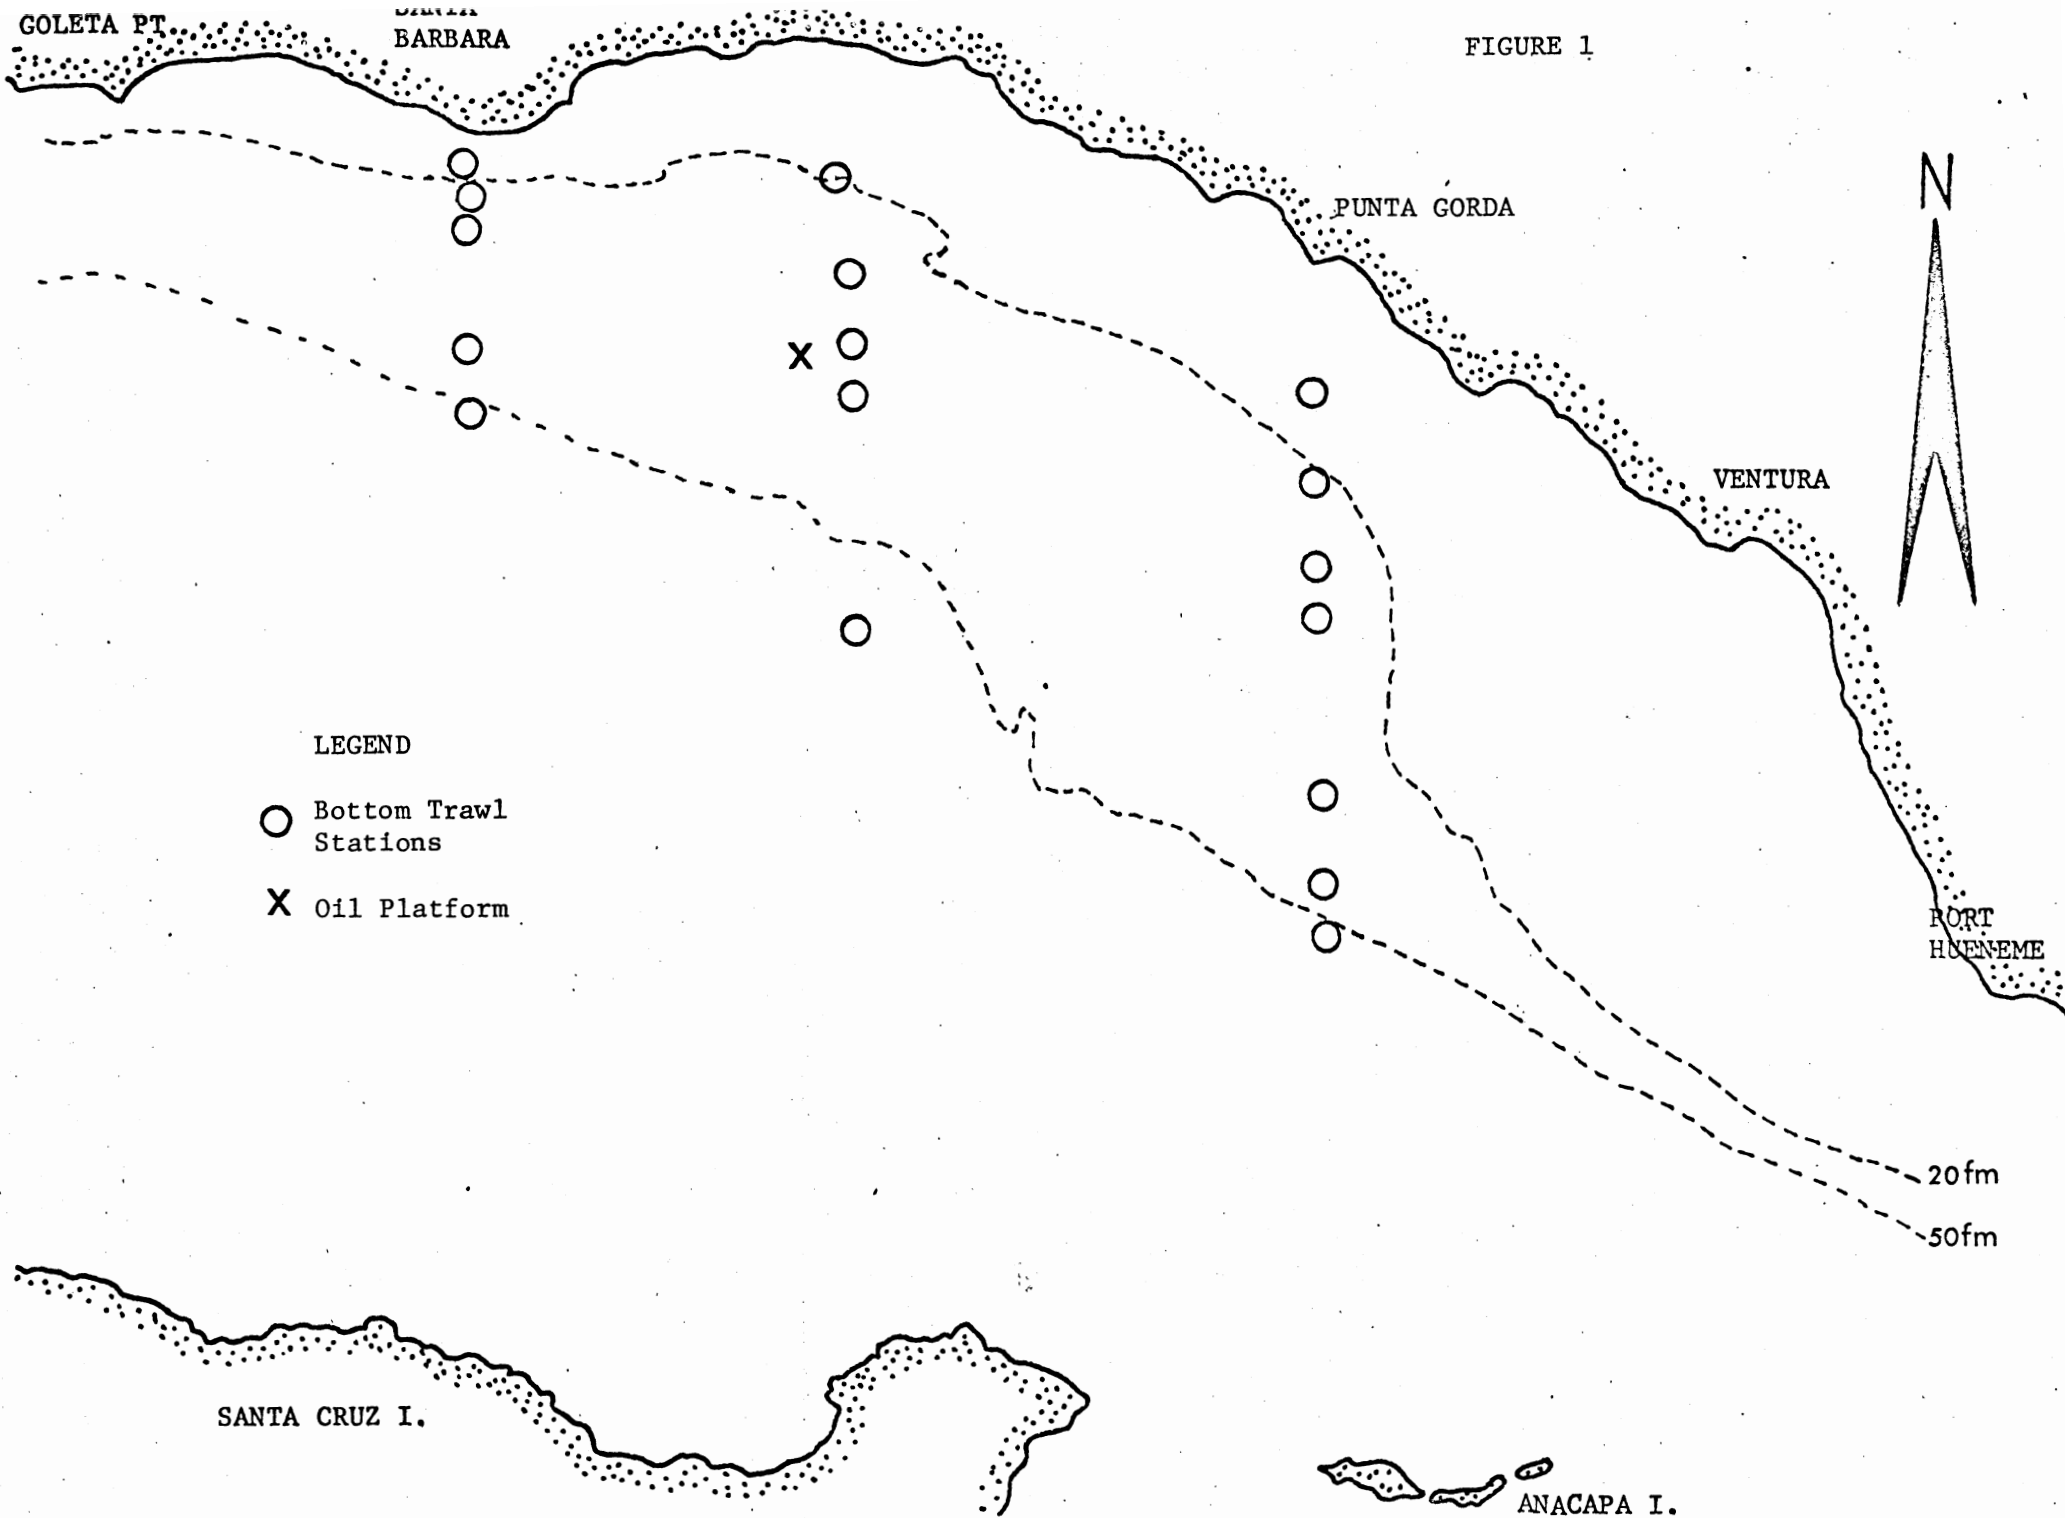 GOLETA PT
SANTA
BARBARA
FIGURE 1
N
PUNTA GORDA
VENTURA
LEGEND
Bottom Trawl
Stations
X Oil Platform
X
PORT
HUENEME
20fm
50fm
SANTA CRUZ I.
ANACAPA I.